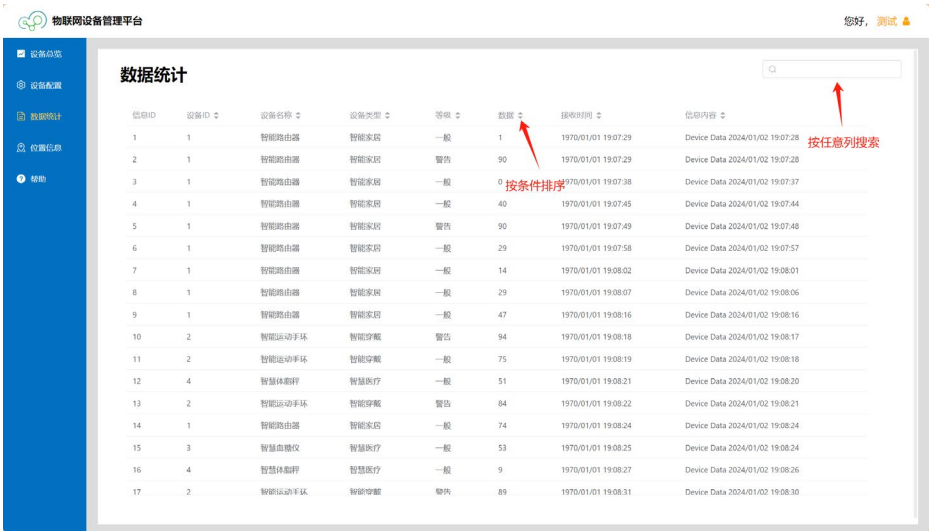 物联网设备管理平台
您好, 测试
设备总览
设备配置
数据统计
位置信息
帮助
数据统计
信息ID 设备ID 设备名称 设备类型 等级 数据 接收时间 信息内容
1 1 智能路由器 智能家居 一般 1 1970/01/01 19:07:29 Device Data 2024/01/02 19:07:28
按任意列搜索
2 1 智能路由器 智能家居 警告 90 1970/01/01 19:07:29 Device Data 2024/01/02 19:07:28
3 1 智能路由器 智能家居 一般 0 1970/01/01 19:07:38 Device Data 2024/01/02 19:07:37
按条件排序
4 1 智能路由器 智能家居 一般 40 1970/01/01 19:07:45 Device Data 2024/01/02 19:07:44
5 1 智能路由器 智能家居 警告 90 1970/01/01 19:07:49 Device Data 2024/01/02 19:07:48
6 1 智能路由器 智能家居 一般 29 1970/01/01 19:07:58 Device Data 2024/01/02 19:07:57
7 1 智能路由器 智能家居 一般 14 1970/01/01 19:08:02 Device Data 2024/01/02 19:08:01
8 1 智能路由器 智能家居 一般 29 1970/01/01 19:08:07 Device Data 2024/01/02 19:08:06
9 1 智能路由器 智能家居 一般 47 1970/01/01 19:08:16 Device Data 2024/01/02 19:08:16
10 2 智能运动手环 智能穿戴 警告 94 1970/01/01 19:08:18 Device Data 2024/01/02 19:08:17
11 2 智能运动手环 智能穿戴 一般 75 1970/01/01 19:08:19 Device Data 2024/01/02 19:08:18
12 4 智慧体脂秤 智慧医疗 一般 51 1970/01/01 19:08:21 Device Data 2024/01/02 19:08:20
13 2 智能运动手环 智能穿戴 警告 84 1970/01/01 19:08:22 Device Data 2024/01/02 19:08:21
14 1 智能路由器 智能家居 一般 74 1970/01/01 19:08:24 Device Data 2024/01/02 19:08:24
15 3 智慧血糖仪 智慧医疗 一般 53 1970/01/01 19:08:25 Device Data 2024/01/02 19:08:24
16 4 智慧体脂秤 智慧医疗 一般 9 1970/01/01 19:08:27 Device Data 2024/01/02 19:08:26
17 2 智能运动手环 智能穿戴 警告 89 1970/01/01 19:08:31 Device Data 2024/01/02 19:08:30